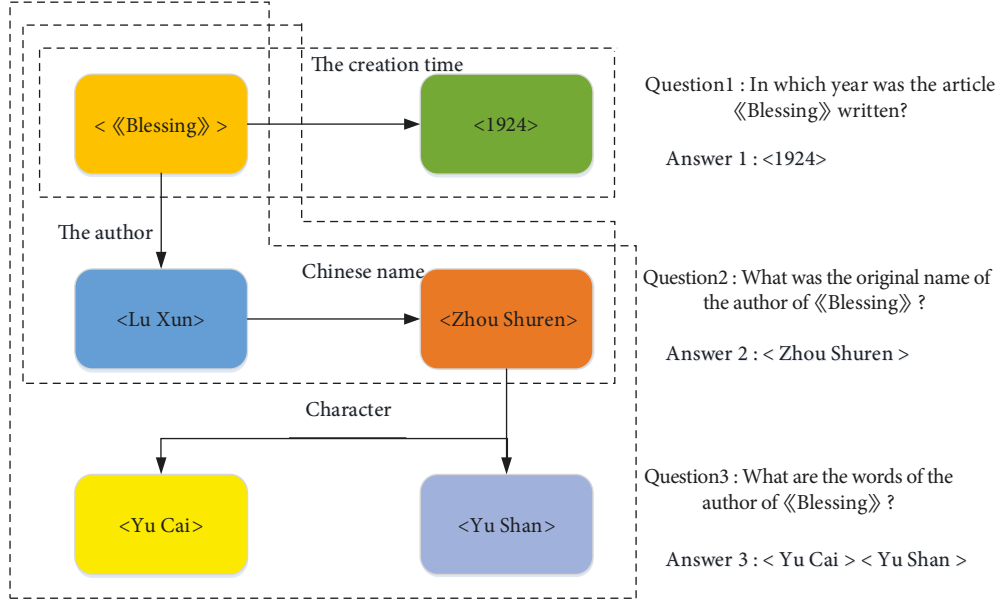 The creation time
<《Blessing》>
<1924>
Question1 : In which year was the article
《Blessing》 written?
Answer 1 : <1924>
The author
Chinese name
<Lu Xun>
<Zhou Shuren>
Question2 : What was the original name of
the author of 《Blessing》 ?
Answer 2 : < Zhou Shuren >
Character
<Yu Cai>
<Yu Shan>
Question3 : What are the words of the
author of 《Blessing》 ?
Answer 3 : < Yu Cai > < Yu Shan >